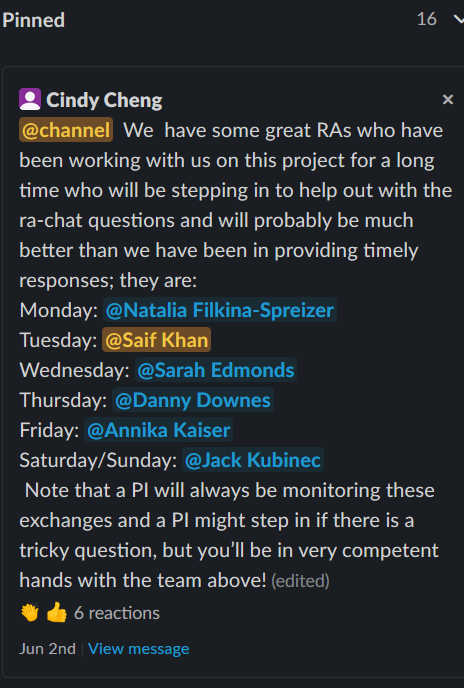 Pinned 16
Cindy Cheng
@channel We have some great RAs who have
been working with us on this project for a long
time who will be stepping in to help out with the
ra-chat questions and will probably be much
better than we have been in providing timely
responses; they are:
Monday: @Natalia Filkina-Spreizer
Tuesday: @Saif Khan
Wednesday: @Sarah Edmonds
Thursday: @Danny Downes
Friday: @Annika Kaiser
Saturday/Sunday: @Jack Kubinec
Note that a PI will always be monitoring these
exchanges and a PI might step in if there is a
tricky question, but you’ll be in very competent
hands with the team above! (edited)
6 reactions
Jun 2nd | View message